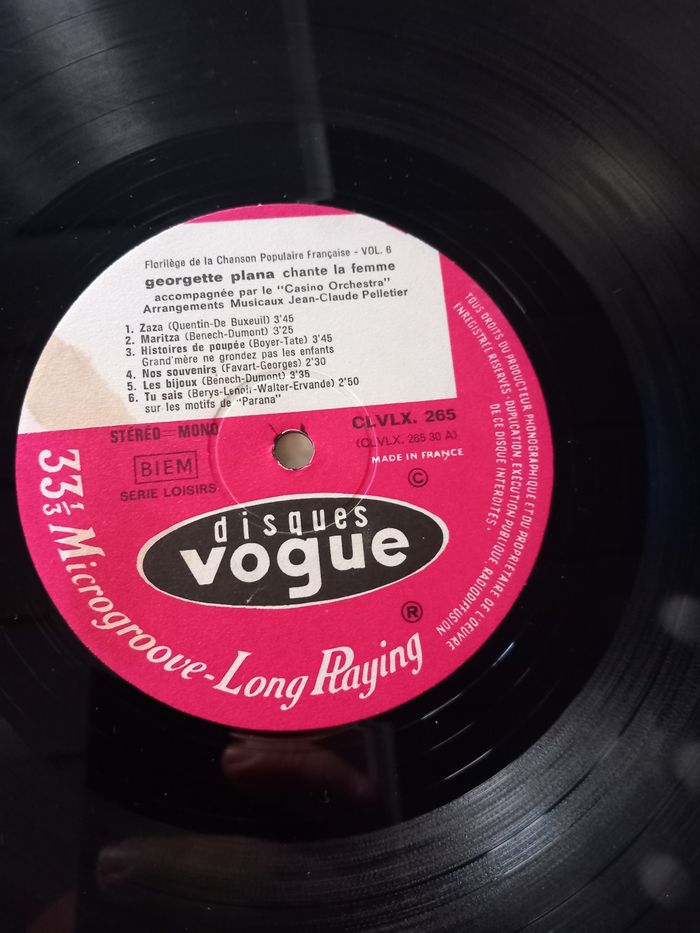 Florilège de la Chanson Populaire Française - VOL. 6
georgette plana chante la femme
accompagnée par le "Casino Orchestra"
Arrangements Musicaux Jean-Claude Pelletier
1. Zaza (Quentin-De Buxeuil) 3'45
2. Maritza (Benech-Dumont) 3'25
3. Histoires de poupée (Boyer-Tate) 3'45
Grand'mère ne grondez pas les enfants
4. Nos souvenirs (Favart-Georges) 2'30
5. Les bijoux (Bénech-Dumont) 3'35
6. Tu sais (Berys-Lenoir-Walter-Ervande) 2'50
sur les motifs de "Parana"
STÉRÉO=MONO
BIEM
SERIE LOISIRS
CLVLX. 265
(CLVLX. 265 30 A)
MADE IN FRANCE
©
disques
vogue
®
33 1/3 Microgroove-Long Playing
TOUS DROITS DU PRODUCTEUR PHONOGRAPHIQUE ET DU PROPRIÉTAIRE DE L'OEUVRE
ENREGISTRÉE RÉSERVÉS · DUPLICATION, EXÉCUTION PUBLIQUE, RADIODIFFUSION
DE CE DISQUE INTERDITES ·